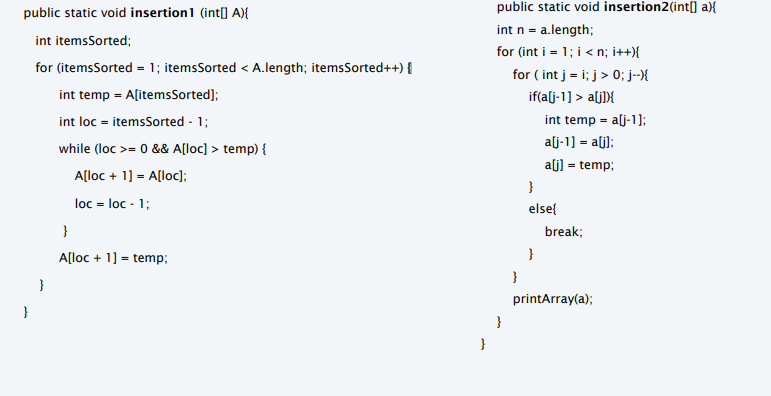 public static void insertion1 (int[] A){
int itemsSorted;
for (itemsSorted = 1; itemsSorted < A.length; itemsSorted++) {
int temp = A[itemsSorted];
int loc = itemsSorted - 1;
while (loc >= 0 && A[loc] > temp) {
A[loc + 1] = A[loc];
loc = loc - 1;
}
A[loc + 1] = temp;
}
}
public static void insertion2(int[] a){
int n = a.length;
for (int i = 1; i < n; i++){
for ( int j = i; j > 0; j--){
if(a[j-1] > a[j]){
int temp = a[j-1];
a[j-1] = a[j];
a[j] = temp;
}
else{
break;
}
}
printArray(a);
}
}